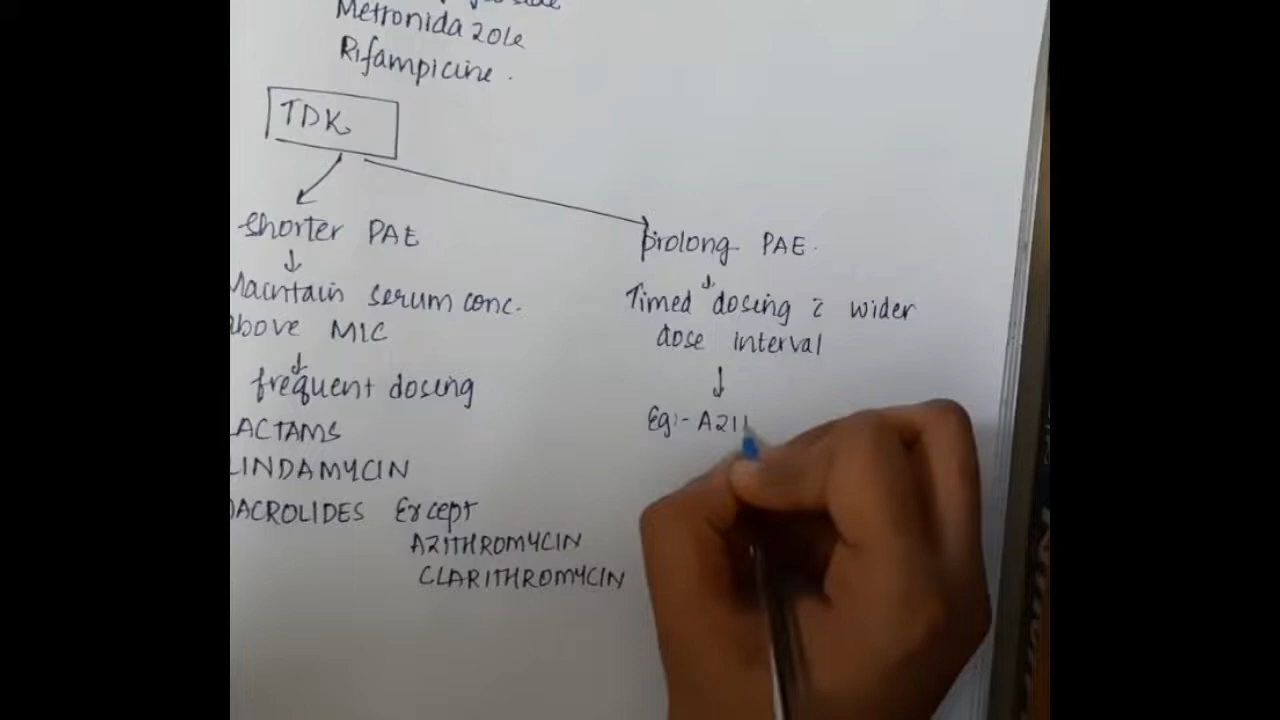 Metronidazole
Rifampicine.
TDK
Shorter PAE
↓
Maintain serum conc.
above MIC
↓
frequent dosing
LACTAMS
LINDAMYCIN
MACROLIDES Except
AZITHROMYCIN
CLARITHROMYCIN
prolong PAE.
↓
Timed dosing c̄ wider
dose interval
↓
Eg:- AZI